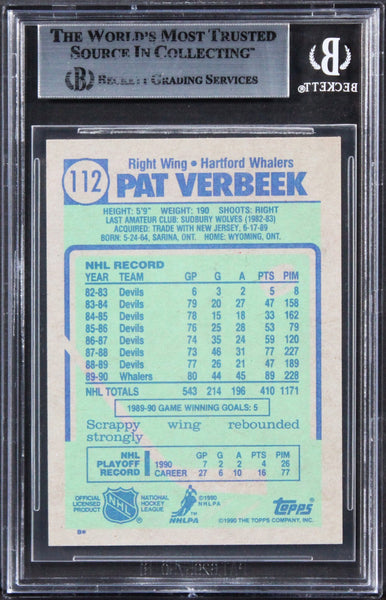 THE WORLD'S MOST TRUSTED
SOURCE IN COLLECTING™
BECKETT GRADING SERVICES
BECKETT
112
Right Wing • Hartford Whalers
PAT VERBEEK
HEIGHT: 5'9" WEIGHT: 190 SHOOTS: RIGHT
LAST AMATEUR CLUB: SUDBURY WOLVES (1982-83)
ACQUIRED: TRADE WITH NEW JERSEY, 6-17-89
BORN: 5-24-64, SARINA, ONT. HOME: WYOMING, ONT.
NHL RECORD
YEAR TEAM GP G A PTS PIM
82-83 Devils 6 3 2 5 8
83-84 Devils 79 20 27 47 158
84-85 Devils 78 15 18 33 162
85-86 Devils 76 25 28 53 79
86-87 Devils 74 35 24 59 120
87-88 Devils 73 46 31 77 227
88-89 Devils 77 26 21 47 189
89-90 Whalers 80 44 45 89 228
NHL TOTALS 543 214 196 410 1171
1989-90 GAME WINNING GOALS: 5
Scrappy wing rebounded
strongly
NHL PLAYOFF RECORD
GP G A PTS PIM
1990 7 2 2 4 26
CAREER 27 6 10 16 77
OFFICIAL LICENSED PRODUCT
NHL
NATIONAL HOCKEY LEAGUE
©1990 NHLPA
NHLPA
TOPPS
©1990 THE TOPPS COMPANY, INC.
B*